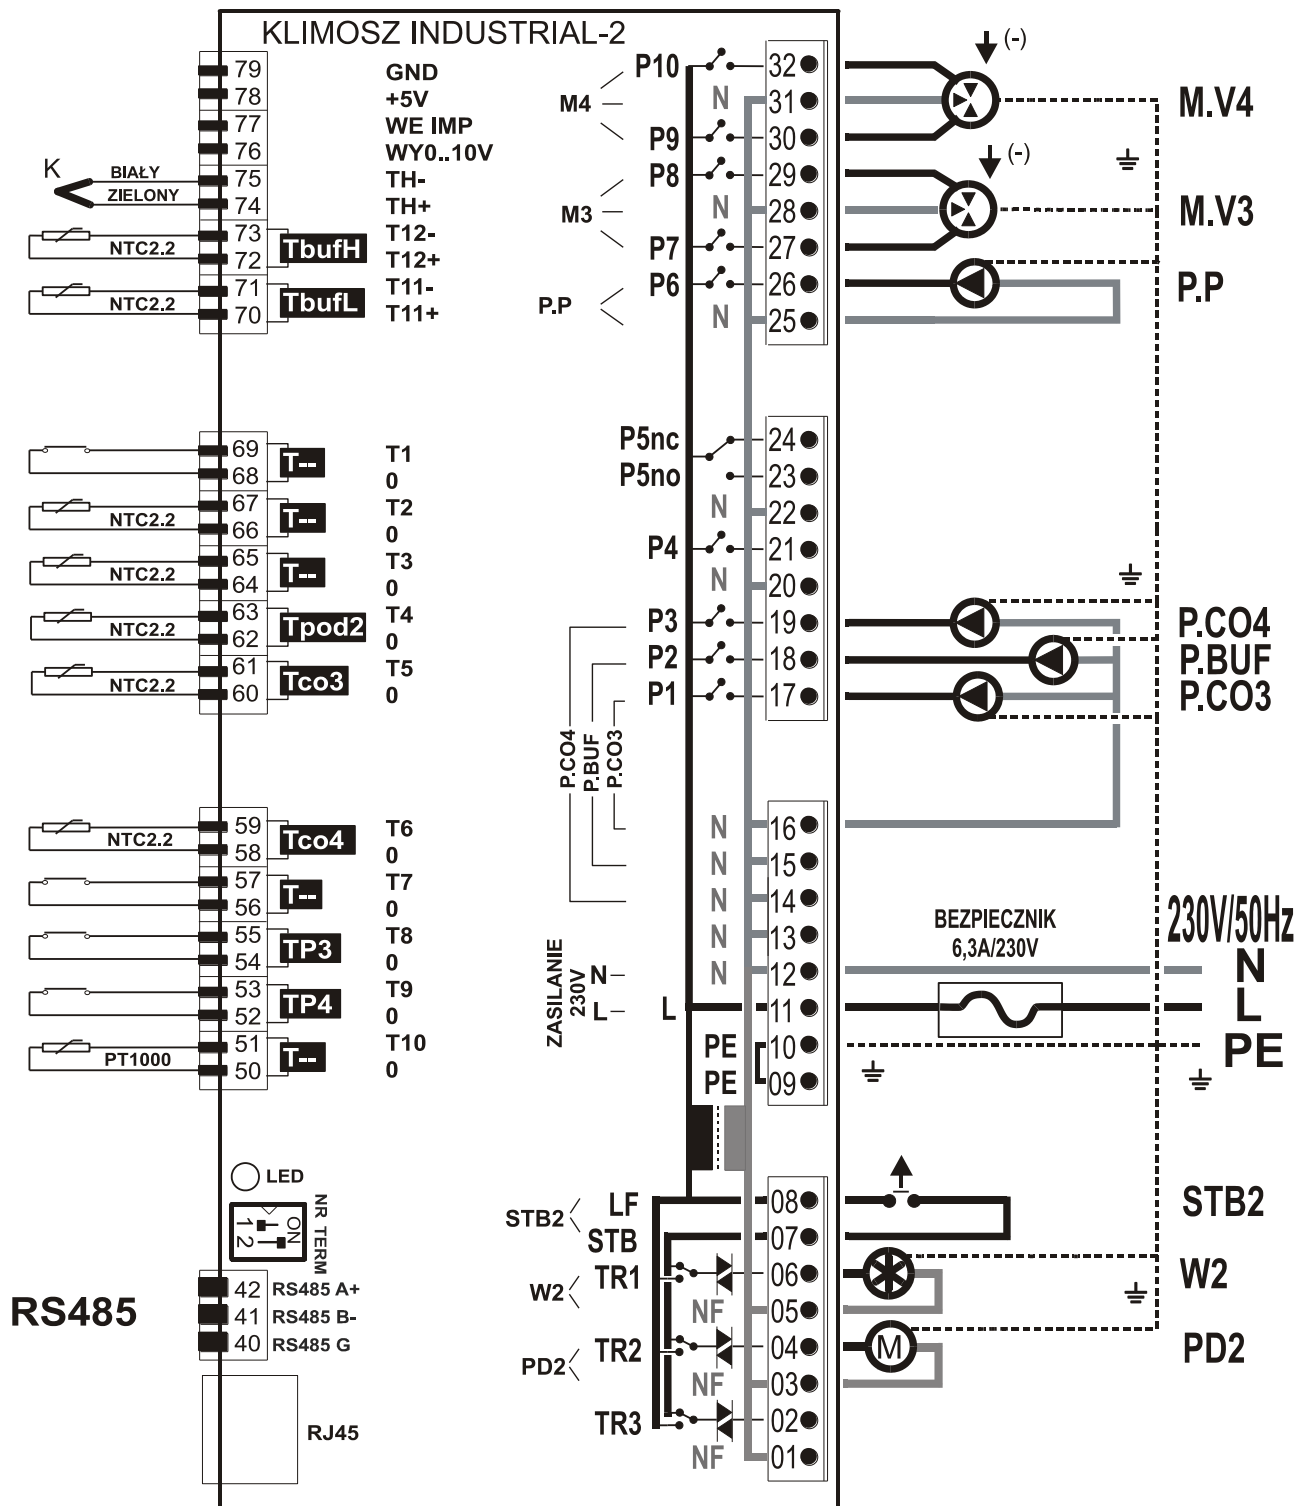 KLIMOSZ INDUSTRIAL-2
79 GND
78 +5V
77 WE IMP
76 WY0..10V
K BIAŁY 75 TH-
ZIELONY 74 TH+
73 T12-
NTC2.2 72 TbufH T12+
71 T11-
NTC2.2 70 TbufL T11+
69 T1
68 T-- 0
67 T2
NTC2.2 66 T-- 0
65 T3
NTC2.2 64 T-- 0
63 T4
NTC2.2 62 Tpod2 0
61 T5
NTC2.2 60 Tco3 0
59 T6
NTC2.2 58 Tco4 0
57 T7
56 T-- 0
55 T8
54 TP3 0
53 T9
52 TP4 0
51 T10
PT1000 50 T-- 0
LED
NR TERM
ON
1 2
42 RS485 A+
RS485 41 RS485 B-
40 RS485 G
RJ45
P10 32 (-)
M4 N 31 M.V4
P9 30
P8 29 (-)
M3 N 28 M.V3
P7 27
P6 26 P.P
P.P N 25
P5nc 24
P5no 23
N 22
P4 21
N 20
P3 19 P.CO4
P2 18 P.BUF
P1 17 P.CO3
P.CO4
P.BUF
P.CO3
N 16
N 15
N 14
N 13
BEZPIECZNIK
6,3A/230V
230V/50Hz
ZASILANIE
230V
N N 12 N
L L 11 L
PE 10 PE
PE 09
LF 08 STB2
STB2 STB 07
TR1 06 W2
W2 NF 05
TR2 04 M PD2
PD2 NF 03
TR3 02
NF 01